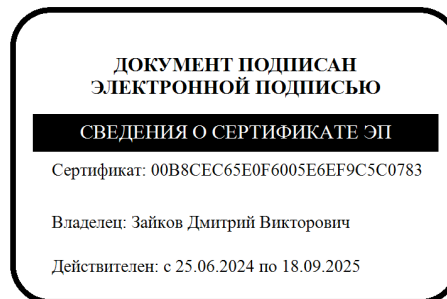 ДОКУМЕНТ ПОДПИСАН
ЭЛЕКТРОННОЙ ПОДПИСЬЮ
СВЕДЕНИЯ О СЕРТИФИКАТЕ ЭП
Сертификат: 00B8CEC65E0F6005E6EF9C5C0783
Владелец: Зайков Дмитрий Викторович
Действителен: с 25.06.2024 по 18.09.2025